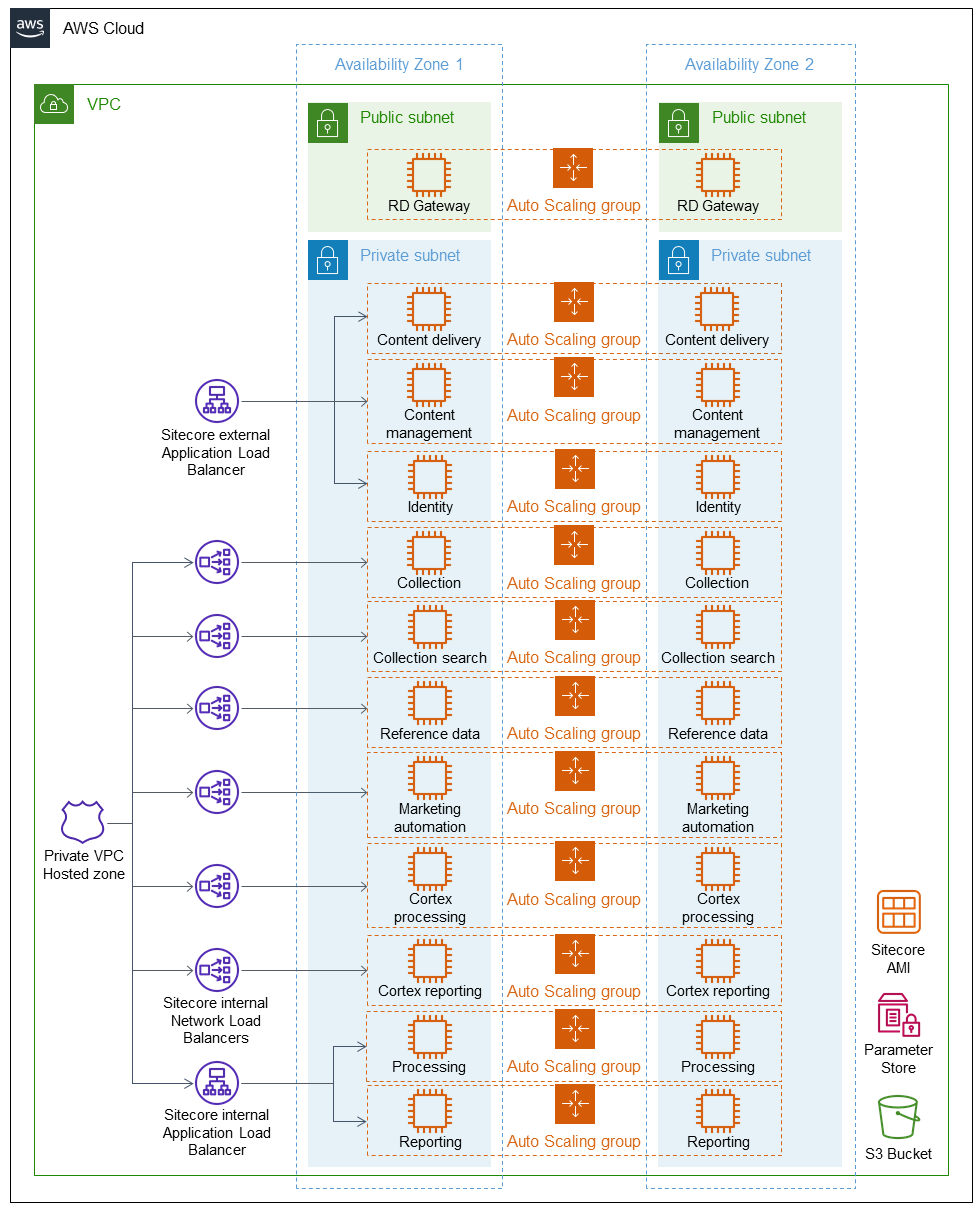 aws
AWS Cloud
Availability Zone 1
Availability Zone 2
VPC
Public subnet
Public subnet
RD Gateway
Auto Scaling group
RD Gateway
Private subnet
Private subnet
Content delivery
Auto Scaling group
Content delivery
Content
management
Auto Scaling group
Content
management
Sitecore external
Application Load
Balancer
Identity
Auto Scaling group
Identity
Collection
Auto Scaling group
Collection
Collection search
Auto Scaling group
Collection search
Reference data
Auto Scaling group
Reference data
Marketing
automation
Auto Scaling group
Marketing
automation
Private VPC
Hosted zone
Cortex
processing
Auto Scaling group
Cortex
processing
Sitecore
AMI
Cortex reporting
Auto Scaling group
Cortex reporting
Sitecore internal
Network Load
Balancers
Parameter
Store
Processing
Auto Scaling group
Processing
Sitecore internal
Application Load
Balancer
Reporting
Auto Scaling group
Reporting
S3 Bucket